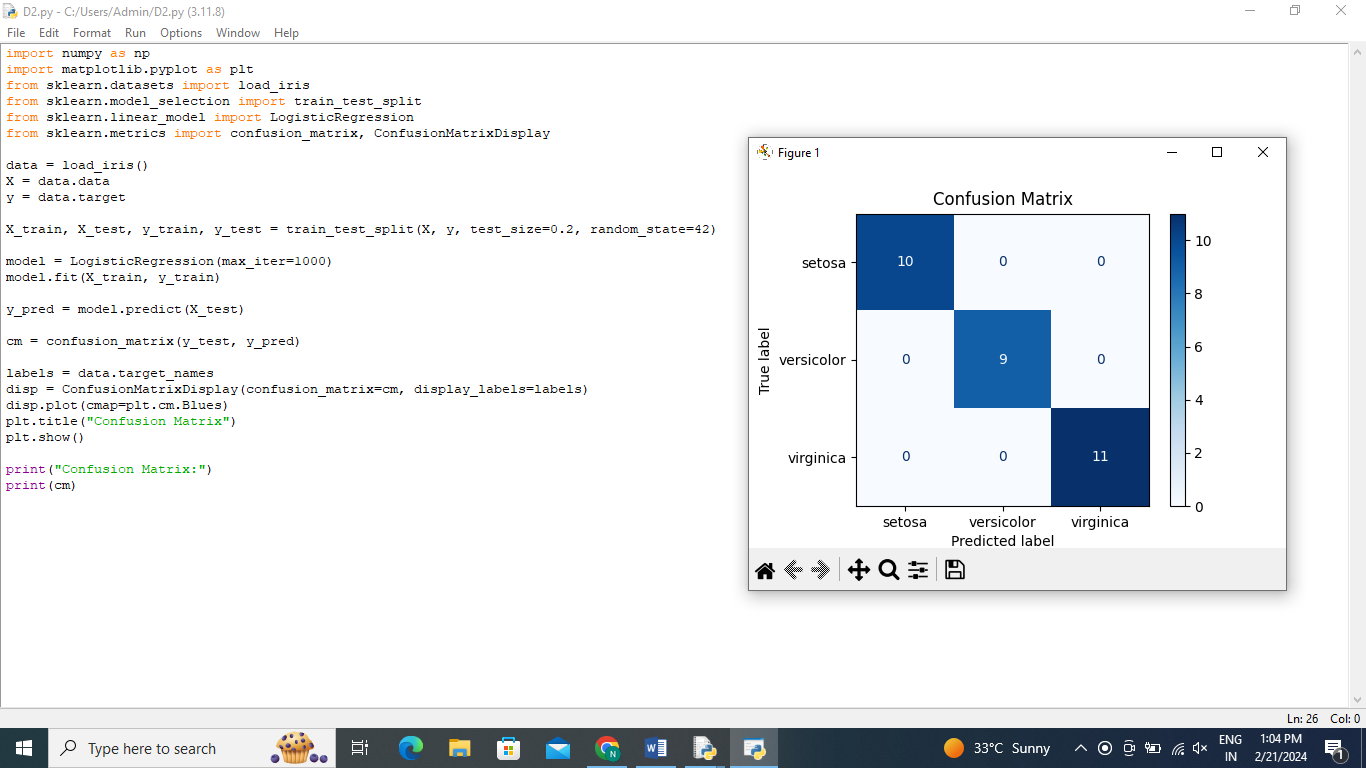 D2.py - C:/Users/Admin/D2.py (3.11.8)
File Edit Format Run Options Window Help
import numpy as np
import matplotlib.pyplot as plt
from sklearn.datasets import load_iris
from sklearn.model_selection import train_test_split
from sklearn.linear_model import LogisticRegression
from sklearn.metrics import confusion_matrix, ConfusionMatrixDisplay
data = load_iris()
X = data.data
y = data.target
X_train, X_test, y_train, y_test = train_test_split(X, y, test_size=0.2, random_state=42)
model = LogisticRegression(max_iter=1000)
model.fit(X_train, y_train)
y_pred = model.predict(X_test)
cm = confusion_matrix(y_test, y_pred)
labels = data.target_names
disp = ConfusionMatrixDisplay(confusion_matrix=cm, display_labels=labels)
disp.plot(cmap=plt.cm.Blues)
plt.title("Confusion Matrix")
plt.show()
print("Confusion Matrix:")
print(cm)
Figure 1
Confusion Matrix
True label
setosa 10 0 0
versicolor 0 9 0
virginica 0 0 11
setosa versicolor virginica
Predicted label
10
8
6
4
2
0
Ln: 26 Col: 0
Type here to search
33°C Sunny
ENG
IN
1:04 PM
2/21/2024
1